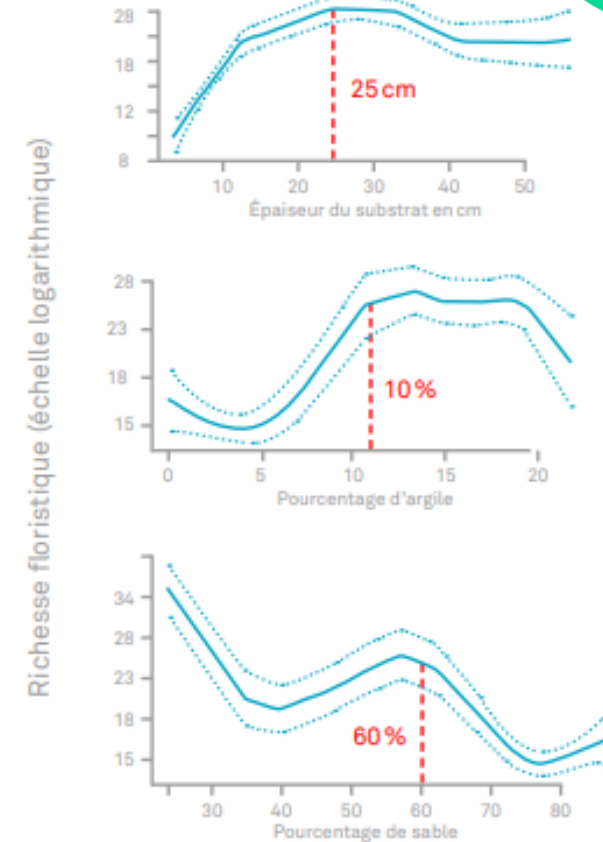 Richesse floristique (échelle logarithmique)
28
18
12
8
25 cm
10 20 30 40 50
Épaiseur du substrat en cm
28
23
18
15
10 %
0 5 10 15 20
Pourcentage d'argile
34
28
23
18
15
60 %
30 40 50 60 70 80
Pourcentage de sable